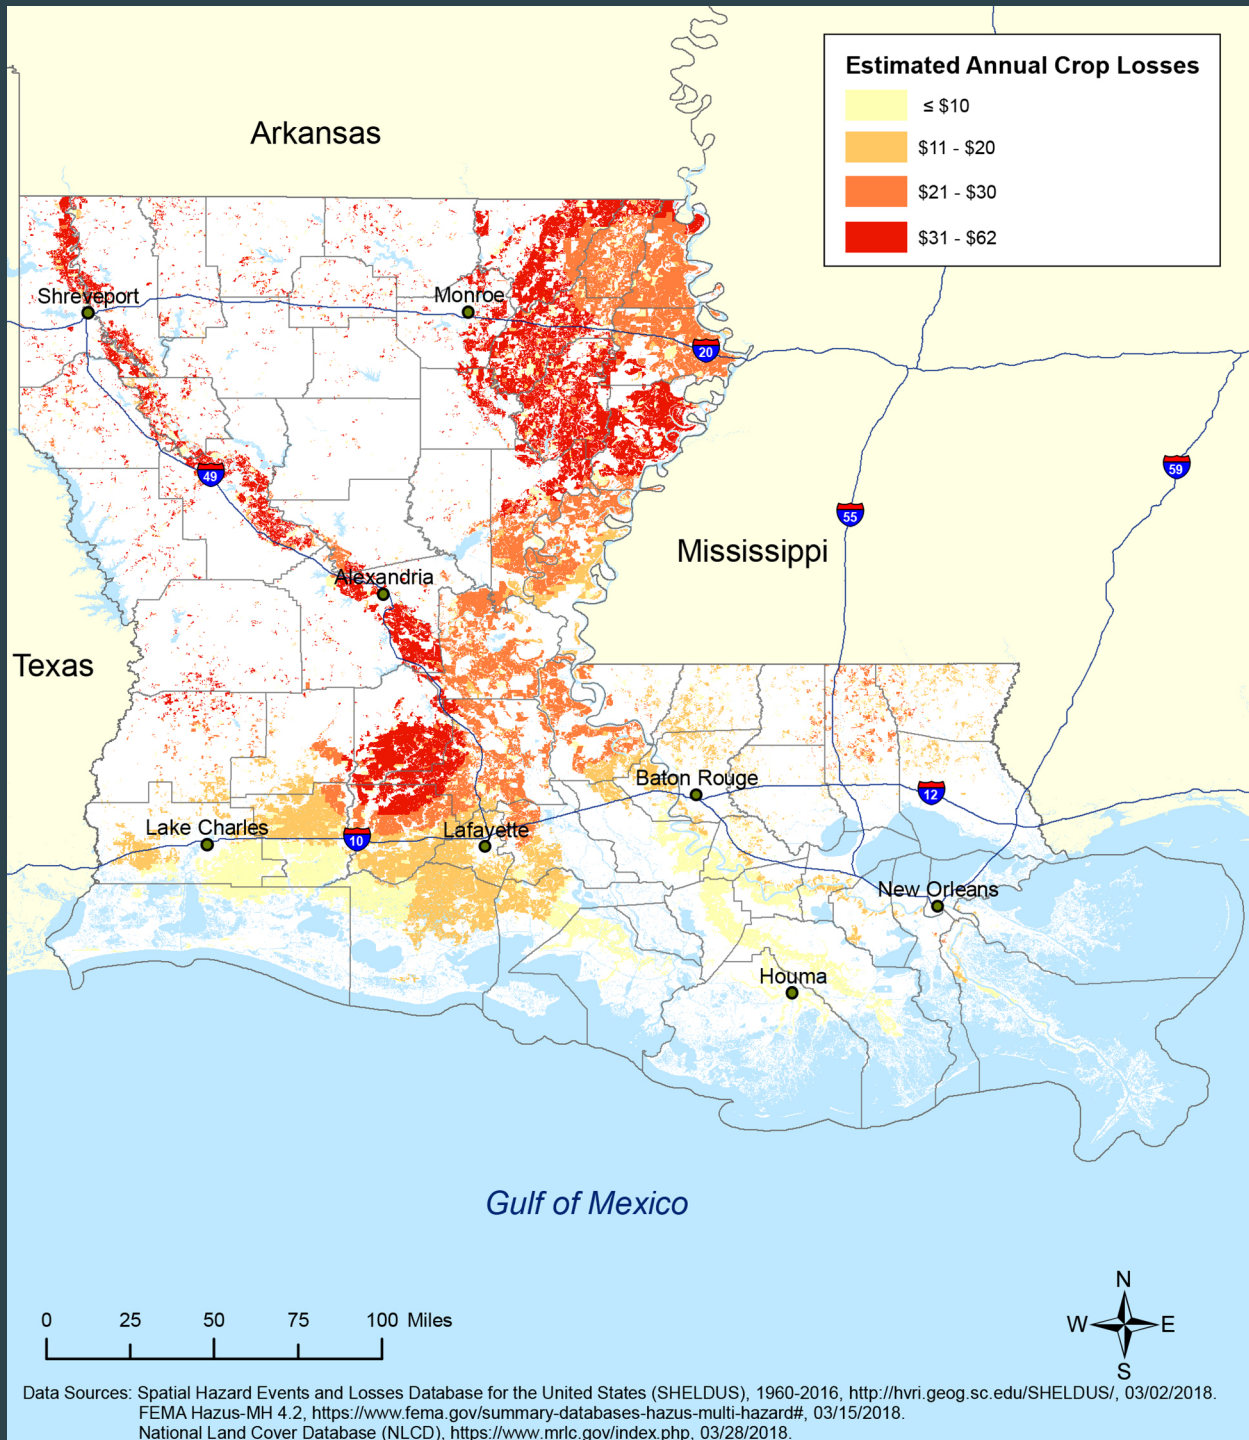 Estimated Annual Crop Losses
≤ $10
$11 - $20
$21 - $30
$31 - $62
Arkansas
Shreveport
Monroe
20
49
59
55
Mississippi
Alexandria
Texas
Baton Rouge
12
Lake Charles
10
Lafayette
New Orleans
Houma
Gulf of Mexico
N
W E
S
0 25 50 75 100 Miles
Data Sources: Spatial Hazard Events and Losses Database for the United States (SHELDUS), 1960-2016, http://hvri.geog.sc.edu/SHELDUS/, 03/02/2018.
FEMA Hazus-MH 4.2, https://www.fema.gov/summary-databases-hazus-multi-hazard#, 03/15/2018.
National Land Cover Database (NLCD), https://www.mrlc.gov/index.php, 03/28/2018.